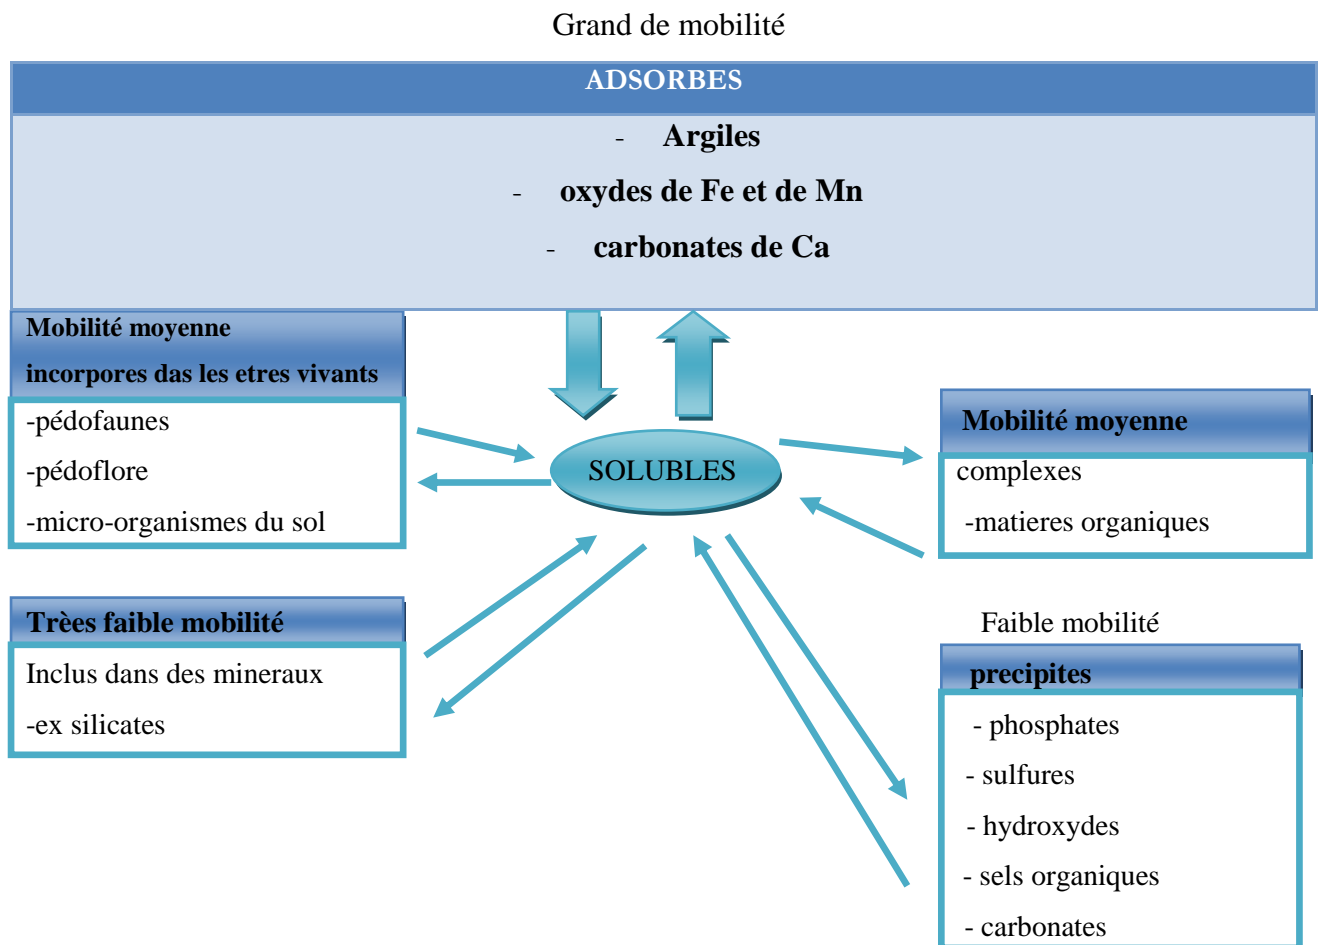 Grand de mobilité
ADSORBES
- Argiles
- oxydes de Fe et de Mn
- carbonates de Ca
Mobilité moyenne
incorpores das les etres vivants
-pédofaunes
-pédoflore
-micro-organismes du sol
SOLUBLES
Mobilité moyenne
complexes
-matieres organiques
Trèes faible mobilité
Inclus dans des mineraux
-ex silicates
Faible mobilité
precipites
- phosphates
- sulfures
- hydroxydes
- sels organiques
- carbonates